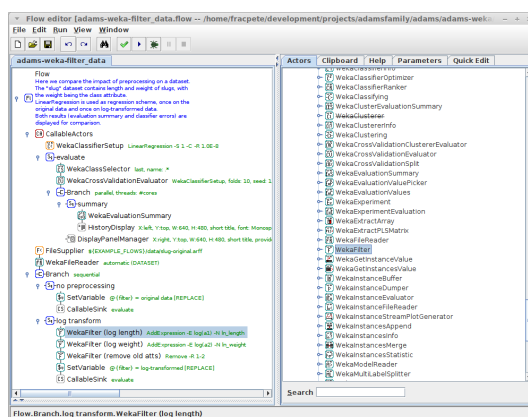 Flow editor [adams-weka-filter_data.flow -- /home/fracpete/development/projects/adamsfamily/adams/adams-weka
File Edit Run View Window
adams-weka-filter_data
Flow
Here we compare the impact of preprocessing on a dataset.
The "slug" dataset contains length and weight of slugs, with
the weight being the class attribute.
LinearRegression is used as regression scheme, once on the
original data and once on log-transformed data.
Both results (evaluation summary and classifier errors) are
displayed for comparison.
CallableActors
WekaClassifierSetup LinearRegression -S 1 -C -R 1.0E-8
evaluate
WekaClassSelector last, name: .*
WekaCrossValidationEvaluator WekaClassifierSetup, folds: 10, seed: 1
Branch parallel, threads: #cores
summary
WekaEvaluationSummary
HistoryDisplay X:left, Y:top, W:640, H:480, short title, font: Monosp
DisplayPanelManager X:right, Y:top, W:640, H:480, short title, provid
FileSupplier ${EXAMPLE_FLOWS}/data/slug-original.arff
WekaFileReader automatic (DATASET)
Branch sequential
no preprocessing
SetVariable @{filter} = original data [REPLACE]
CallableSink evaluate
log transform
WekaFilter (log length) AddExpression -E log(a1) -N ln_length
WekaFilter (log weight) AddExpression -E log(a2) -N ln_weight
WekaFilter (remove old atts) Remove -R 1-2
SetVariable @{filter} = log-transformed [REPLACE]
CallableSink evaluate
Actors Clipboard Help Parameters Quick Edit
WekaClassifierInfo
WekaClassifierOptimizer
WekaClassifierRanker
WekaClassifying
WekaClusterEvaluationSummary
WekaClusterer
WekaClustererInfo
WekaClustering
WekaCrossValidationClustererEvaluator
WekaCrossValidationEvaluator
WekaCrossValidationSplit
WekaEvaluationSummary
WekaEvaluationValuePicker
WekaEvaluationValues
WekaExperiment
WekaExperimentEvaluation
WekaExtractArray
WekaExtractPLSMatrix
WekaFileReader
WekaFilter
WekaGetInstanceValue
WekaGetInstancesValue
WekaInstanceBuffer
WekaInstanceDumper
WekaInstanceEvaluator
WekaInstanceFileReader
WekaInstanceStreamPlotGenerator
WekaInstancesAppend
WekaInstancesInfo
WekaInstancesMerge
WekaInstancesStatistic
WekaModelReader
WekaMultiLabelSplitter
Search
Flow.Branch.log transform.WekaFilter (log length)